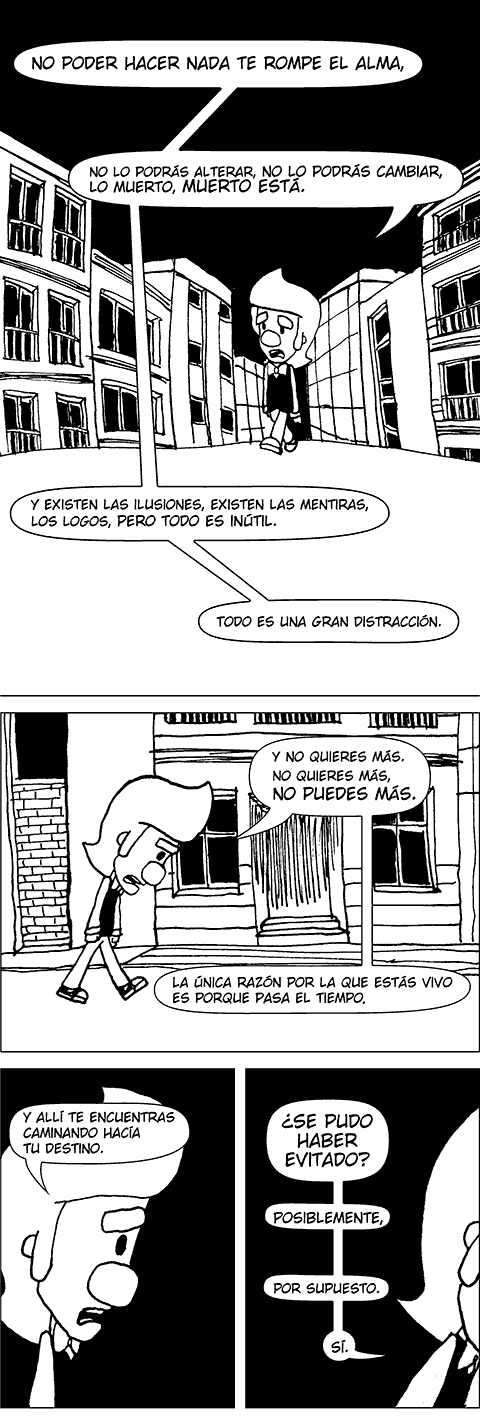 NO PODER HACER NADA TE ROMPE EL ALMA,
NO LO PODRÁS ALTERAR, NO LO PODRÁS CAMBIAR,
LO MUERTO, MUERTO ESTÁ.
Y EXISTEN LAS ILUSIONES, EXISTEN LAS MENTIRAS,
LOS LOGOS, PERO TODO ES INÚTIL.
TODO ES UNA GRAN DISTRACCIÓN.
Y NO QUIERES MÁS.
NO QUIERES MÁS,
NO PUEDES MÁS.
LA ÚNICA RAZÓN POR LA QUE ESTÁS VIVO
ES PORQUE PASA EL TIEMPO.
Y ALLÍ TE ENCUENTRAS
CAMINANDO HACÍA
TU DESTINO.
¿SE PUDO
HABER
EVITADO?
POSIBLEMENTE,
POR SUPUESTO.
SÍ.